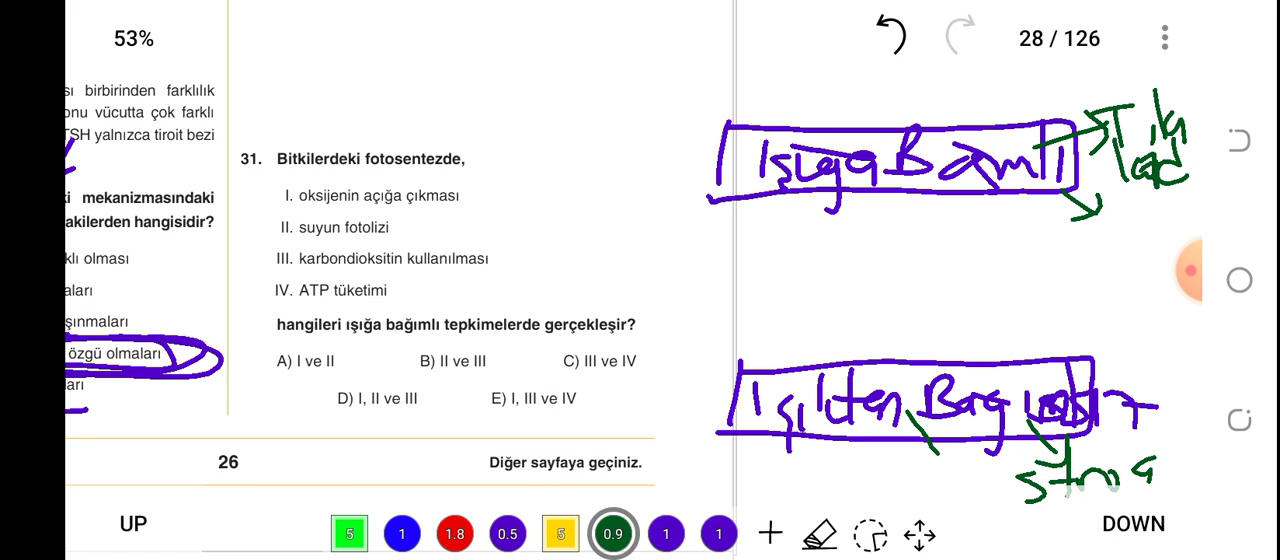 53%
28 / 126
sı birbirinden farklılık
onu vücutta çok farklı
TSH yalnızca tiroit bezi
ki mekanizmasındaki
akilerden hangisidir?
klı olması
aları
şınmaları
özgü olmaları
arı
31. Bitkilerdeki fotosentezde,
I. oksijenin açığa çıkması
II. suyun fotolizi
III. karbondioksitin kullanılması
IV. ATP tüketimi
hangileri ışığa bağımlı tepkimelerde gerçekleşir?
A) I ve II B) II ve III C) III ve IV
D) I, II ve III E) I, III ve IV
26
Diğer sayfaya geçiniz.
Işığa
Işıkten Bağımsız
UP
5 1 1.8 0.5 5 0.9 1 1
DOWN